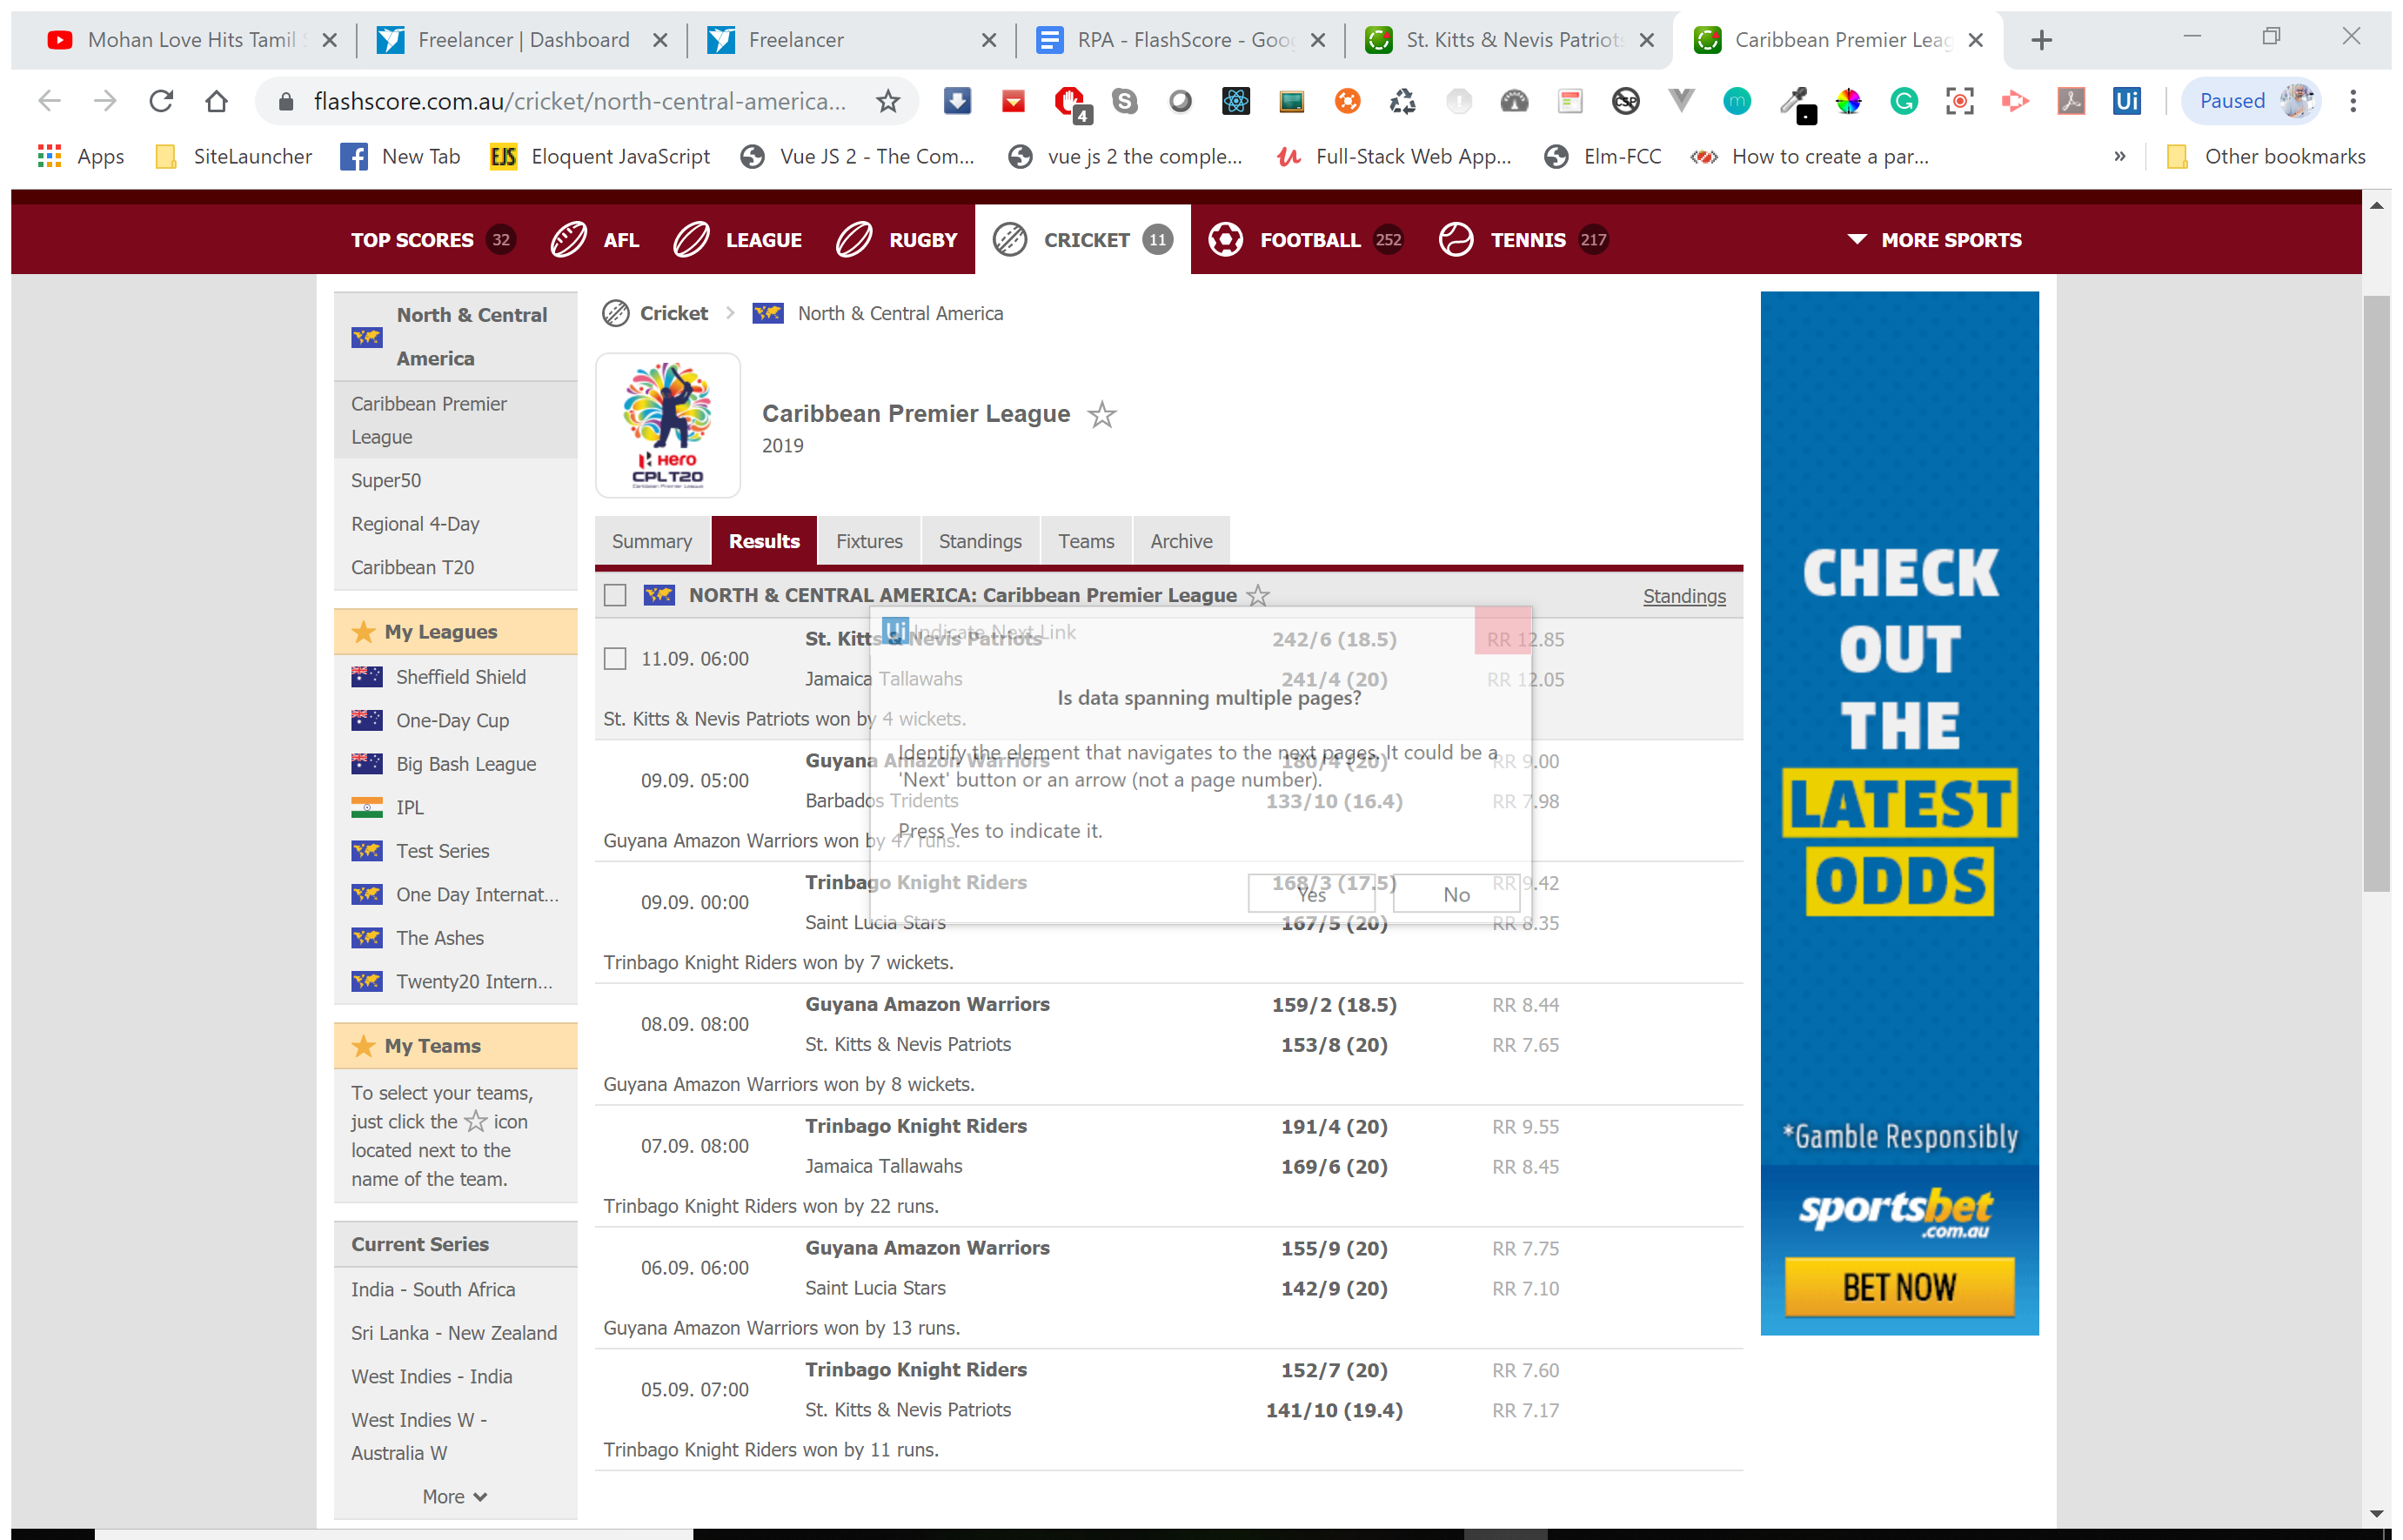 Mohan Love Hits Tamil
Freelancer | Dashboard
Freelancer
RPA - FlashScore - Goo
St. Kitts & Nevis Patriots
Caribbean Premier Leag
flashscore.com.au/cricket/north-central-america...
4
CSP
m
G
Ui
Paused
Apps
SiteLauncher
New Tab
EJS
Eloquent JavaScript
Vue JS 2 - The Com...
vue js 2 the comple...
Full-Stack Web App...
Elm-FCC
How to create a par...
»
Other bookmarks
TOP SCORES 32
AFL
LEAGUE
RUGBY
CRICKET 11
FOOTBALL 252
TENNIS 217
MORE SPORTS
North & Central
America
Caribbean Premier
League
Super50
Regional 4-Day
Caribbean T20
My Leagues
Sheffield Shield
One-Day Cup
Big Bash League
IPL
Test Series
One Day Internat...
The Ashes
Twenty20 Intern...
My Teams
To select your teams,
just click the icon
located next to the
name of the team.
Current Series
India - South Africa
Sri Lanka - New Zealand
West Indies - India
West Indies W -
Australia W
More
Cricket
North & Central America
HERO
CPLT20
Caribbean Premier League
Caribbean Premier League
2019
Summary
Results
Fixtures
Standings
Teams
Archive
NORTH & CENTRAL AMERICA: Caribbean Premier League
Standings
11.09. 06:00
St. Kitts & Nevis Patriots 242/6 (18.5) RR 12.85
Jamaica Tallawahs 241/4 (20) RR 12.05
St. Kitts & Nevis Patriots won by 4 wickets.
09.09. 05:00
Guyana Amazon Warriors 180/4 (20) RR 9.00
Barbados Tridents 133/10 (16.4) RR 7.98
Guyana Amazon Warriors won by 47 runs.
09.09. 00:00
Trinbago Knight Riders 168/3 (17.5) RR 9.42
Saint Lucia Stars 167/5 (20) RR 8.35
Trinbago Knight Riders won by 7 wickets.
08.09. 08:00
Guyana Amazon Warriors 159/2 (18.5) RR 8.44
St. Kitts & Nevis Patriots 153/8 (20) RR 7.65
Guyana Amazon Warriors won by 8 wickets.
07.09. 08:00
Trinbago Knight Riders 191/4 (20) RR 9.55
Jamaica Tallawahs 169/6 (20) RR 8.45
Trinbago Knight Riders won by 22 runs.
06.09. 06:00
Guyana Amazon Warriors 155/9 (20) RR 7.75
Saint Lucia Stars 142/9 (20) RR 7.10
Guyana Amazon Warriors won by 13 runs.
05.09. 07:00
Trinbago Knight Riders 152/7 (20) RR 7.60
St. Kitts & Nevis Patriots 141/10 (19.4) RR 7.17
Trinbago Knight Riders won by 11 runs.
Ui Indicate Next Link
Is data spanning multiple pages?
Identify the element that navigates to the next pages. It could be a
'Next' button or an arrow (not a page number).
Press Yes to indicate it.
Yes
No
CHECK
OUT
THE
LATEST
ODDS
*Gamble Responsibly
sportsbet
.com.au
BET NOW